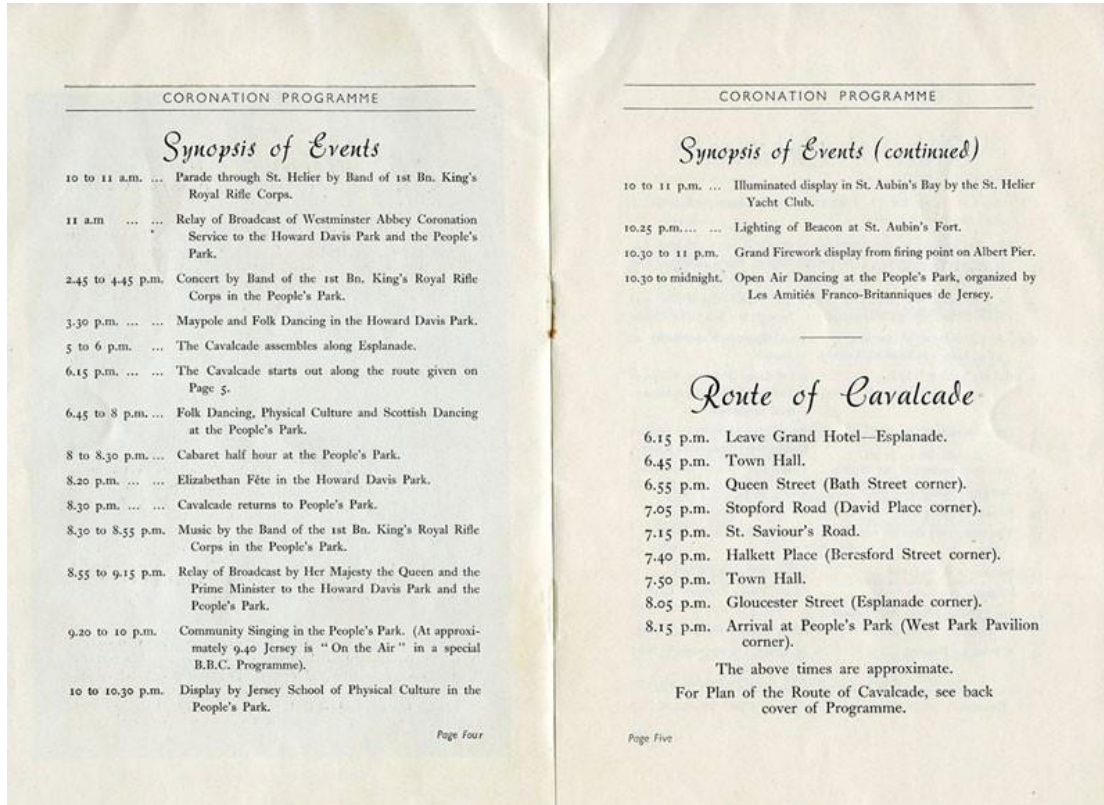 CORONATION PROGRAMME
Synopsis of Events
10 to 11 a.m. ... Parade through St. Helier by Band of 1st Bn. King's
Royal Rifle Corps.
11 a.m ... ... Relay of Broadcast of Westminster Abbey Coronation
Service to the Howard Davis Park and the People's
Park.
2.45 to 4.45 p.m. Concert by Band of the 1st Bn. King's Royal Rifle
Corps in the People's Park.
3.30 p.m. ... ... Maypole and Folk Dancing in the Howard Davis Park.
5 to 6 p.m. ... The Cavalcade assembles along Esplanade.
6.15 p.m. ... ... The Cavalcade starts out along the route given on
Page 5.
6.45 to 8 p.m. ... Folk Dancing, Physical Culture and Scottish Dancing
at the People's Park.
8 to 8.30 p.m. ... Cabaret half hour at the People's Park.
8.20 p.m. ... ... Elizabethan Fête in the Howard Davis Park.
8.30 p.m. ... ... Cavalcade returns to People's Park.
8.30 to 8.55 p.m. Music by the Band of the 1st Bn. King's Royal Rifle
Corps in the People's Park.
8.55 to 9.15 p.m. Relay of Broadcast by Her Majesty the Queen and the
Prime Minister to the Howard Davis Park and the
People's Park.
9.20 to 10 p.m. Community Singing in the People's Park. (At approxi-
mately 9.40 Jersey is "On the Air" in a special
B.B.C. Programme).
10 to 10.30 p.m. Display by Jersey School of Physical Culture in the
People's Park.
Page Four
CORONATION PROGRAMME
Synopsis of Events (continued)
10 to 11 p.m. ... Illuminated display in St. Aubin's Bay by the St. Helier
Yacht Club.
10.25 p.m.... ... Lighting of Beacon at St. Aubin's Fort.
10.30 to 11 p.m. Grand Firework display from firing point on Albert Pier.
10.30 to midnight. Open Air Dancing at the People's Park, organized by
Les Amitiés Franco-Britanniques de Jersey.
Route of Cavalcade
6.15 p.m. Leave Grand Hotel—Esplanade.
6.45 p.m. Town Hall.
6.55 p.m. Queen Street (Bath Street corner).
7.05 p.m. Stopford Road (David Place corner).
7.15 p.m. St. Saviour's Road.
7.40 p.m. Halkett Place (Beresford Street corner).
7.50 p.m. Town Hall.
8.05 p.m. Gloucester Street (Esplanade corner).
8.15 p.m. Arrival at People's Park (West Park Pavilion
corner).
The above times are approximate.
For Plan of the Route of Cavalcade, see back
cover of Programme.
Page Five